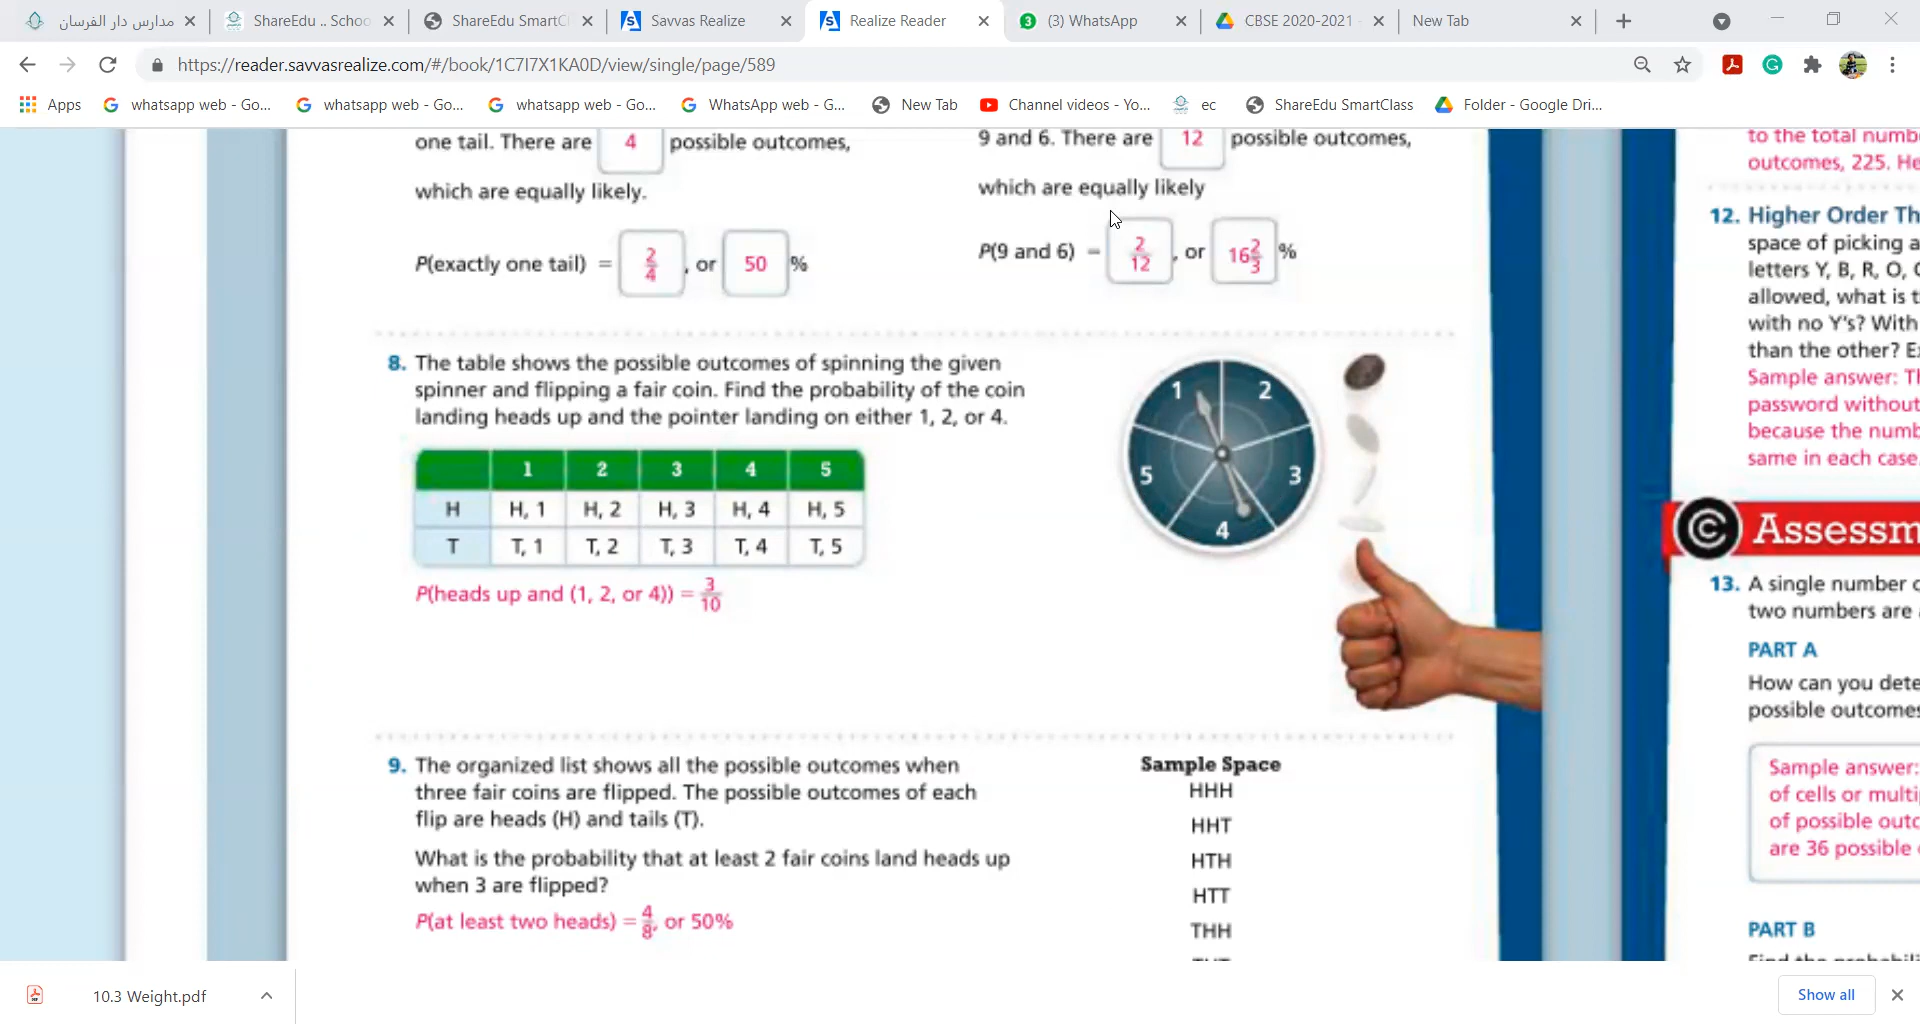 مدارس دار الفرسان
ShareEdu .. Schoo
ShareEdu SmartCl
Savvas Realize
Realize Reader
(3) WhatsApp
CBSE 2020-2021 -
New Tab
https://reader.savvasrealize.com/#/book/1C7I7X1KA0D/view/single/page/589
Apps
whatsapp web - Go...
whatsapp web - Go...
whatsapp web - Go...
WhatsApp web - G...
New Tab
Channel videos - Yo...
ec
ShareEdu SmartClass
Folder - Google Dri...
one tail. There are 4 possible outcomes,
which are equally likely.
P(exactly one tail) = 2/4, or 50 %
9 and 6. There are 12 possible outcomes,
which are equally likely
P(9 and 6) = 2/12, or 16 2/3 %
8. The table shows the possible outcomes of spinning the given
spinner and flipping a fair coin. Find the probability of the coin
landing heads up and the pointer landing on either 1, 2, or 4.
1 2 3 4 5
H H, 1 H, 2 H, 3 H, 4 H, 5
T T, 1 T, 2 T, 3 T, 4 T, 5
P(heads up and (1, 2, or 4)) = 3/10
1 2
5 3
4
9. The organized list shows all the possible outcomes when
three fair coins are flipped. The possible outcomes of each
flip are heads (H) and tails (T).
What is the probability that at least 2 fair coins land heads up
when 3 are flipped?
P(at least two heads) = 4/8, or 50%
Sample Space
HHH
HHT
HTH
HTT
THH
to the total numb
outcomes, 225. He
12. Higher Order Th
space of picking a
letters Y, B, R, O,
allowed, what is t
with no Y's? With
than the other? Ex
Sample answer: Th
password without
because the numb
same in each case.
Assessm
13. A single number c
two numbers are
PART A
How can you dete
possible outcomes
Sample answer:
of cells or multip
of possible outc
are 36 possible
PART B
10.3 Weight.pdf
Show all